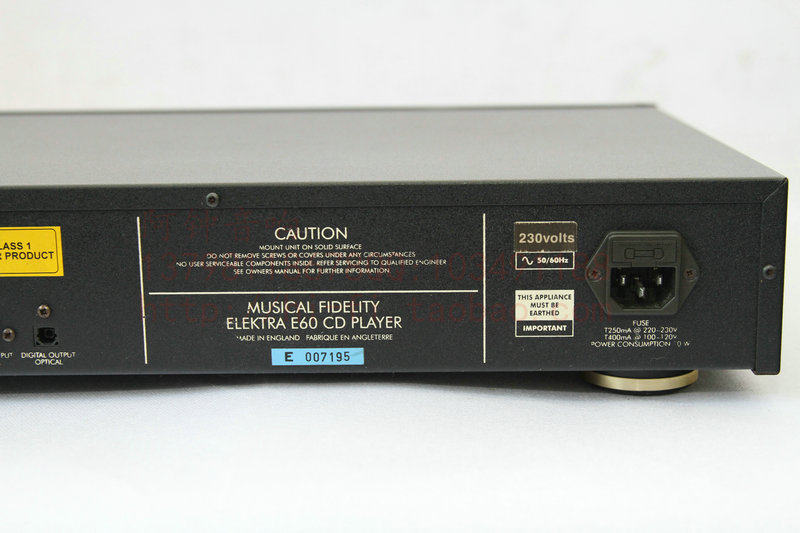 LASS 1
R PRODUCT
PUT
DIGITAL OUTPUT
OPTICAL
CAUTION
MOUNT UNIT ON SOLID SURFACE
DO NOT REMOVE SCREWS OR COVERS UNDER ANY CIRCUMSTANCES
NO USER SERVICEABLE COMPONENTS INSIDE. REFER SERVICING TO QUALIFIED ENGINEER
SEE OWNERS MANUAL FOR FURTHER INFORMATION
MUSICAL FIDELITY
ELEKTRA E60 CD PLAYER
MADE IN ENGLAND FABRIQUE EN ANGLETERRE
E 007195
230volts
50/60Hz
THIS APPLIANCE
MUST BE
EARTHED
IMPORTANT
FUSE
T250mA @ 220-230V
T400mA @ 100-120V
POWER CONSUMPTION 10 W